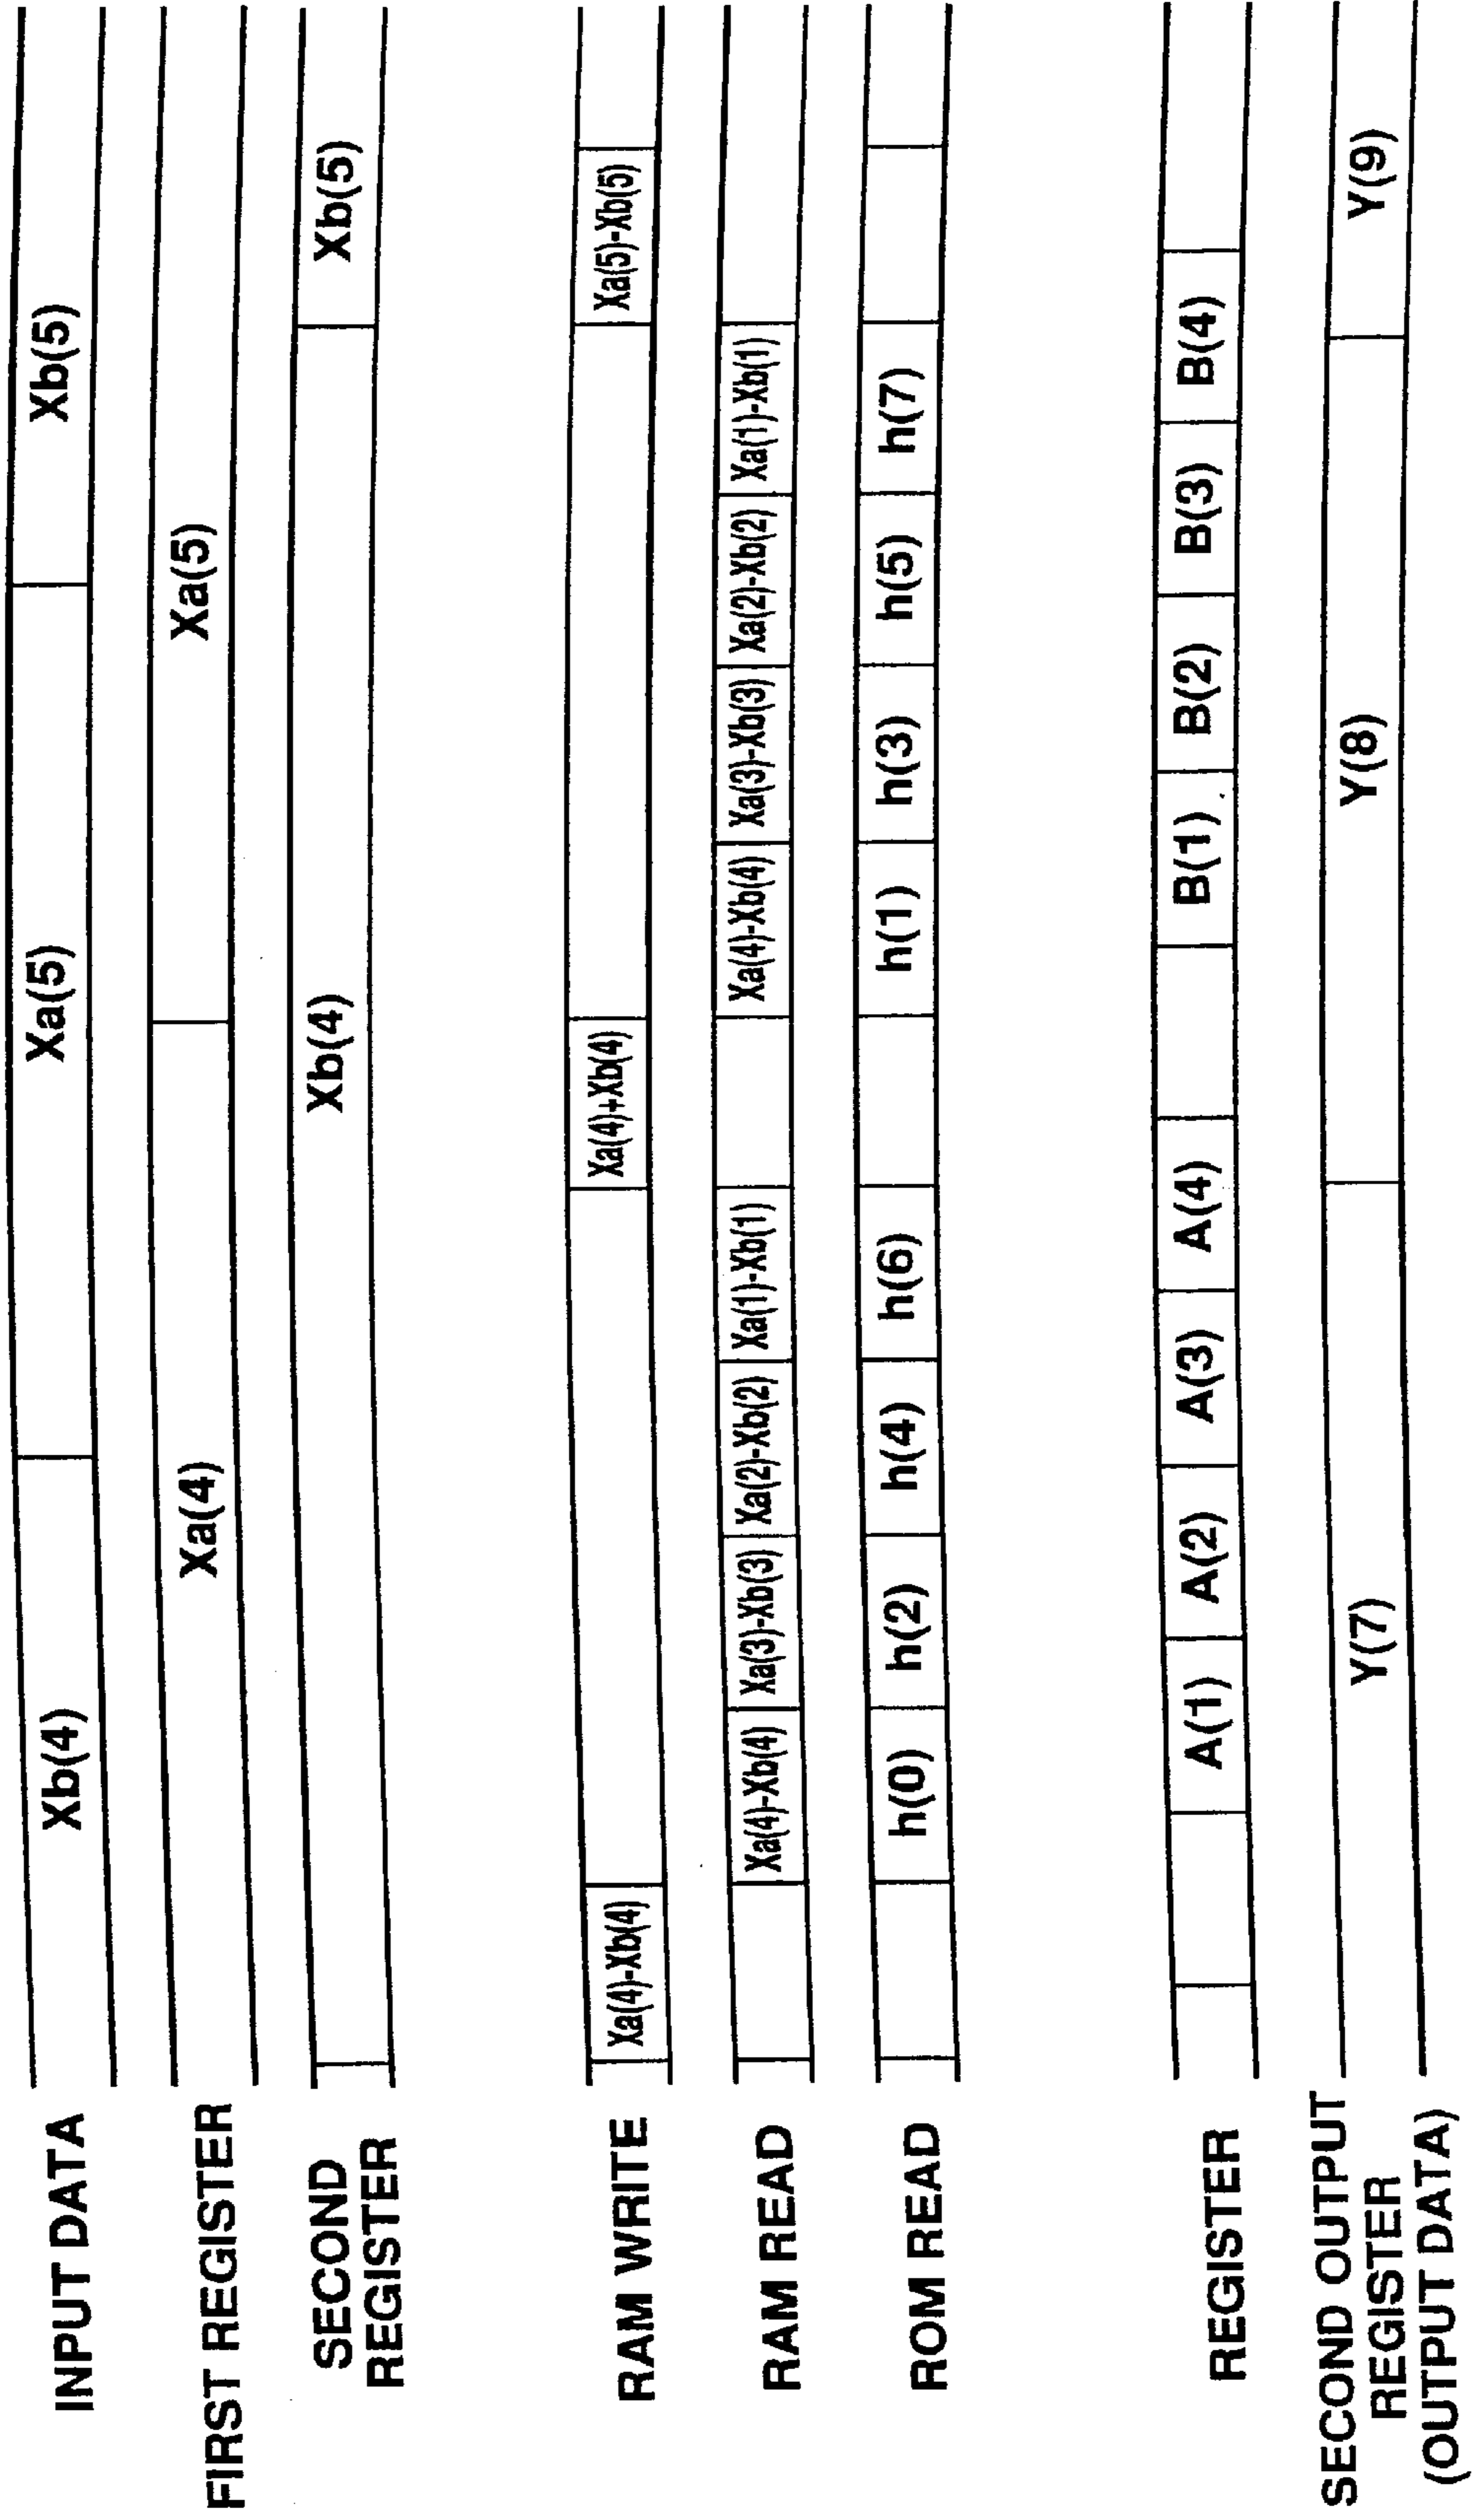 INPUT DATA
Xb(4)
Xa(5)
Xb(5)
FIRST REGISTER
Xa(4)
Xa(5)
SECOND
REGISTER
Xb(4)
Xb(5)
RAM WRITE
Xa(4)-Xb(4)
Xa(4)+Xb(4)
Xa(5)-Xb(5)
RAM READ
Xa(4)-Xb(4)
Xa(3)-Xb(3)
Xa(2)-Xb(2)
Xa(1)-Xb(1)
Xa(4)-Xb(4)
Xa(3)-Xb(3)
Xa(2)-Xb(2)
Xa(1)-Xb(1)
ROM READ
h(0)
h(2)
h(4)
h(6)
h(1)
h(3)
h(5)
h(7)
REGISTER
A(1)
A(2)
A(3)
A(4)
B(1)
B(2)
B(3)
B(4)
SECOND OUTPUT
REGISTER
(OUTPUT DATA)
Y(7)
Y(8)
Y(9)